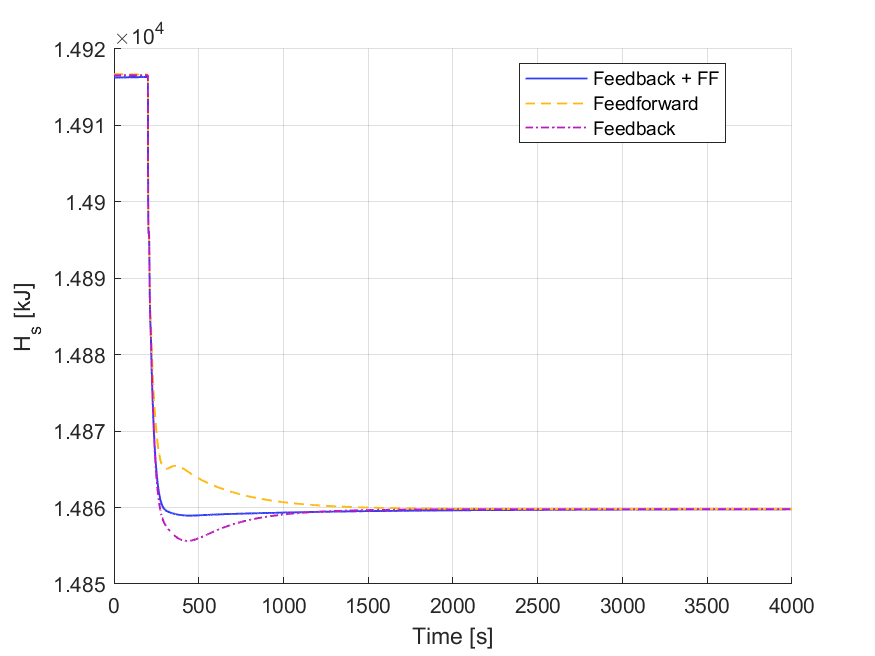 ×10⁴
1.492
1.491
1.49
1.489
1.488
1.487
1.486
1.485
H_s [kJ]
Feedback + FF
Feedforward
Feedback
0 500 1000 1500 2000 2500 3000 3500 4000
Time [s]